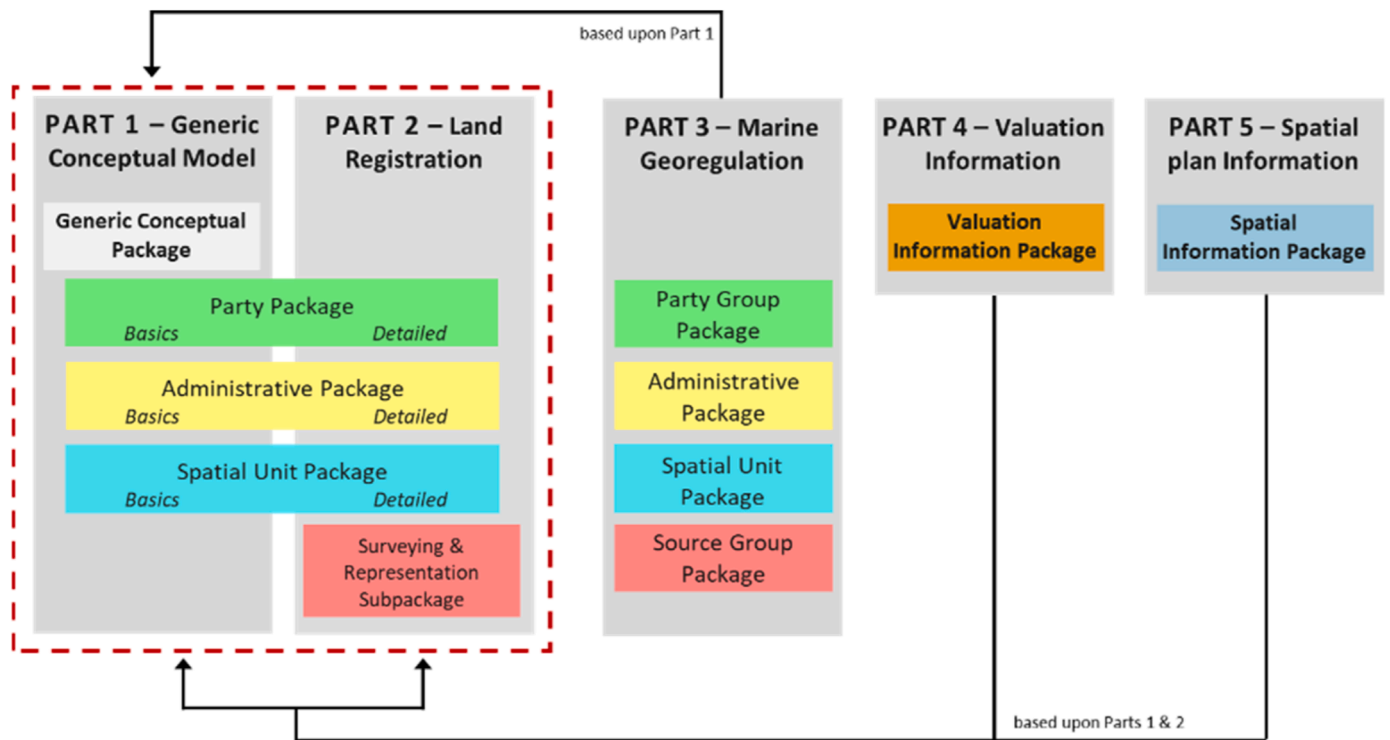 based upon Part 1
PART 1 – Generic
Conceptual Model
Generic Conceptual
Package
PART 2 – Land
Registration
Party Package
Basics Detailed
Administrative Package
Basics Detailed
Spatial Unit Package
Basics Detailed
Surveying &
Representation
Subpackage
PART 3 – Marine
Georegulation
Party Group
Package
Administrative
Package
Spatial Unit
Package
Source Group
Package
PART 4 – Valuation
Information
Valuation
Information Package
PART 5 – Spatial
plan Information
Spatial
Information Package
based upon Parts 1 & 2